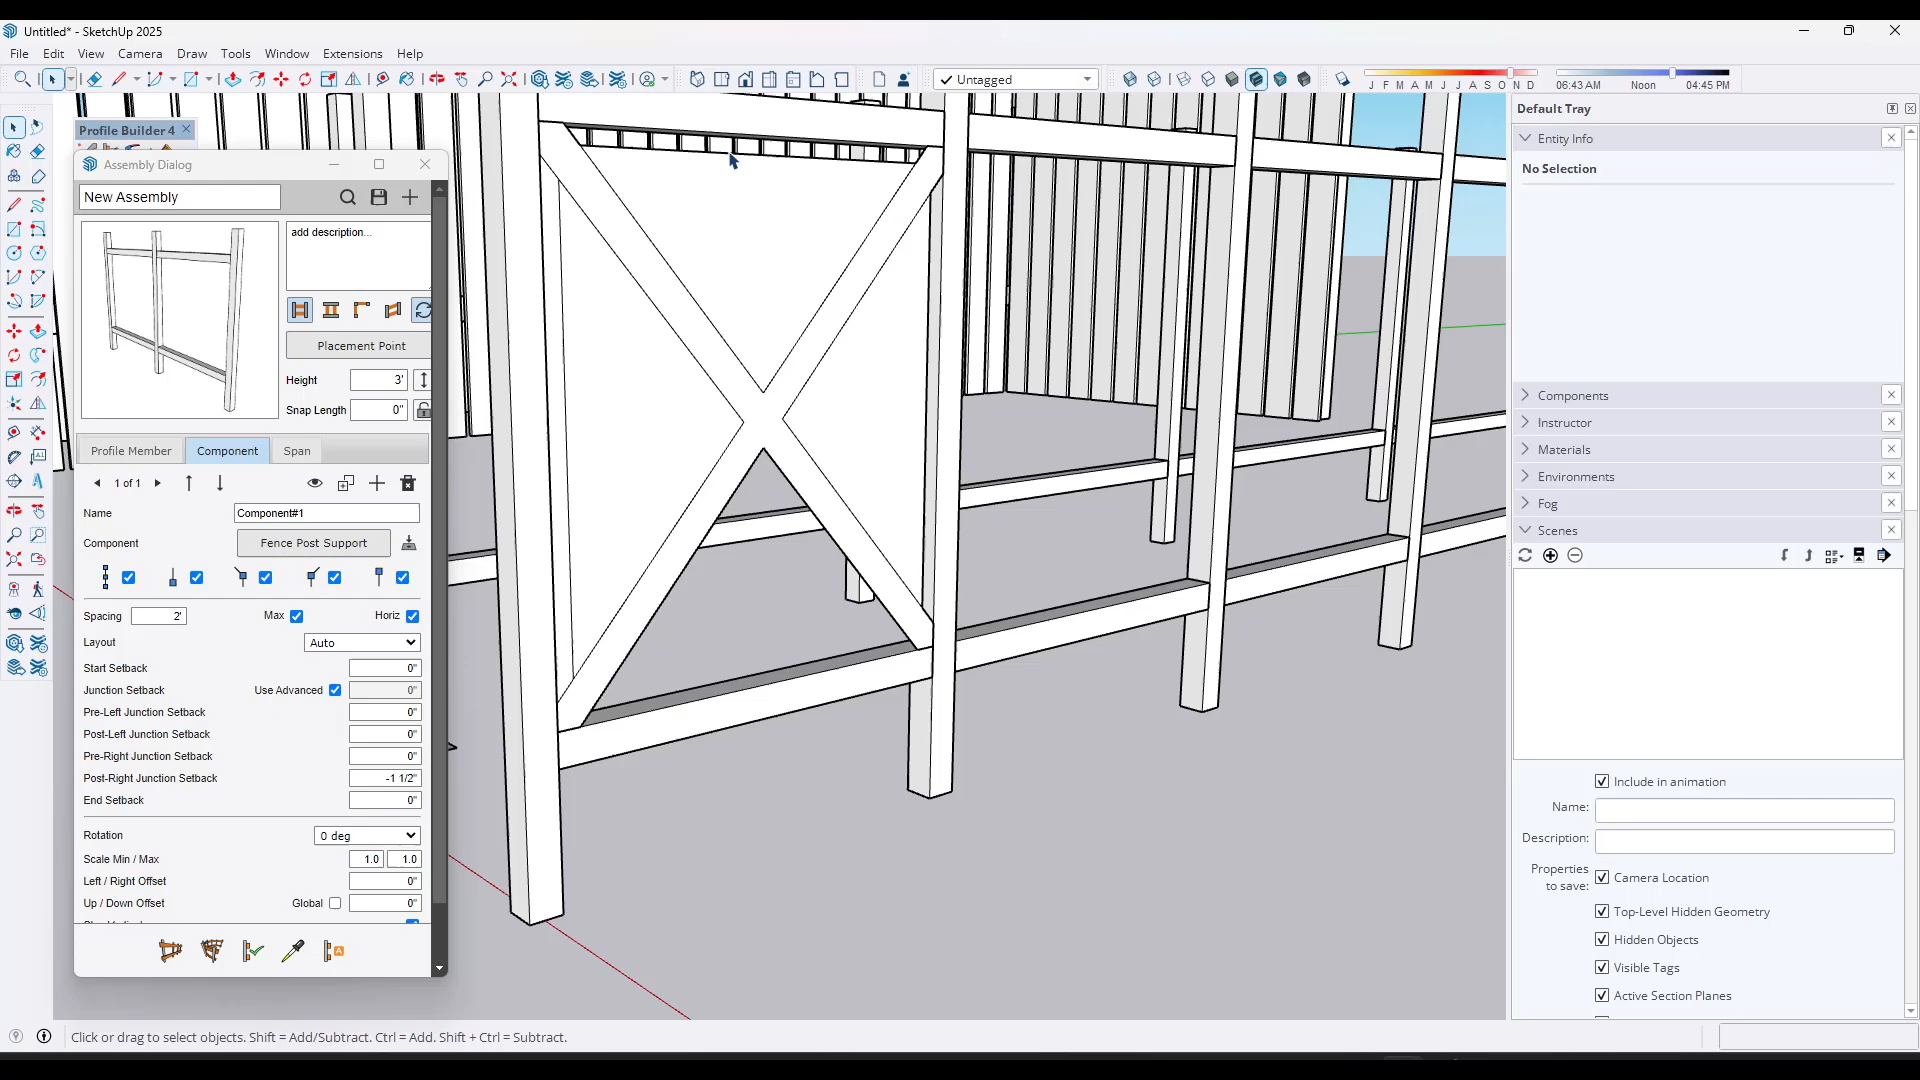 Untitled* - SketchUp 2025
File Edit View Camera Draw Tools Window Extensions Help
Untagged
J F M A M J J A S O N D
06:43 AM Noon 04:45 PM
Profile Builder 4
Assembly Dialog
New Assembly
add description...
Placement Point
Height 3'
Snap Length 0"
Profile Member Component Span
1 of 1
Name Component#1
Component Fence Post Support
Spacing 2' Max Horiz
Layout Auto
Start Setback 0"
Junction Setback Use Advanced 0"
Pre-Left Junction Setback 0"
Post-Left Junction Setback 0"
Pre-Right Junction Setback 0"
Post-Right Junction Setback -1 1/2"
End Setback 0"
Rotation 0 deg
Scale Min / Max 1.0 1.0
Left / Right Offset 0"
Up / Down Offset Global 0"
Default Tray
Entity Info
No Selection
Components
Instructor
Materials
Environments
Fog
Scenes
Include in animation
Name:
Description:
Properties
to save:
Camera Location
Top-Level Hidden Geometry
Hidden Objects
Visible Tags
Active Section Planes
Click or drag to select objects. Shift = Add/Subtract. Ctrl = Add. Shift + Ctrl = Subtract.